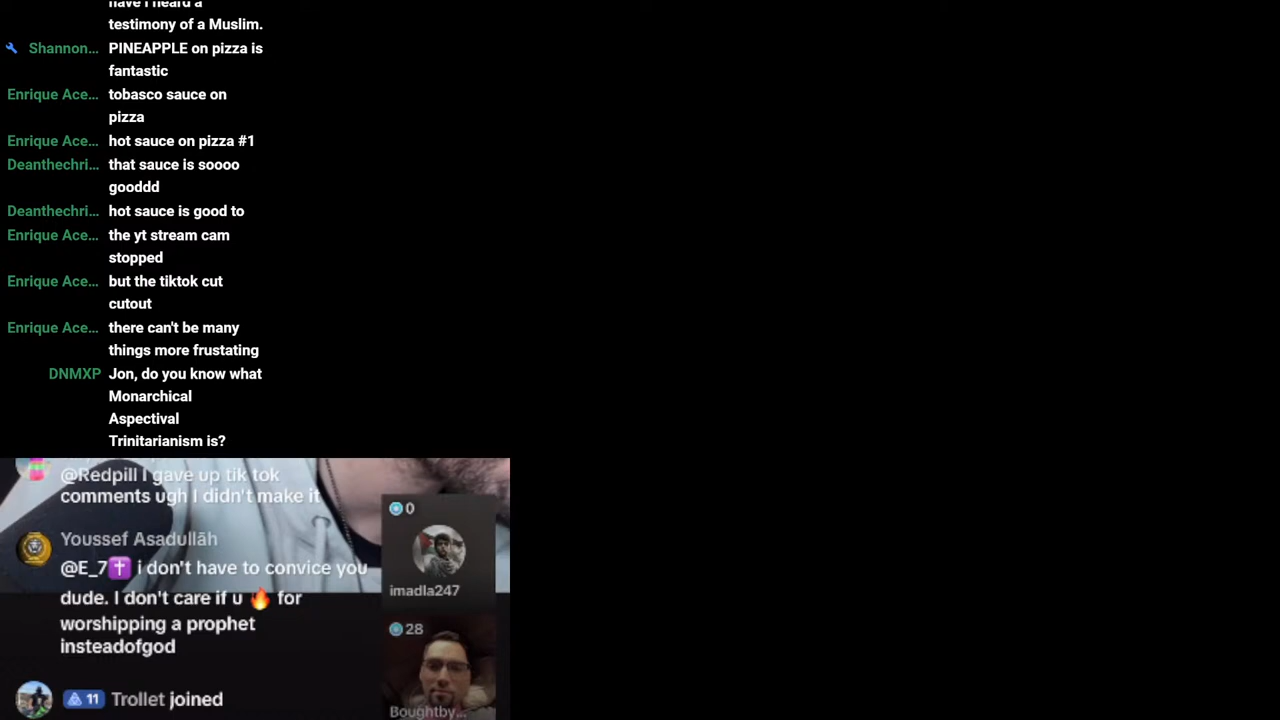 have I heard a
testimony of a Muslim.
Shannon... PINEAPPLE on pizza is
fantastic
Enrique Ace... tobasco sauce on
pizza
Enrique Ace... hot sauce on pizza #1
Deanthechri... that sauce is soooo
gooddd
Deanthechri... hot sauce is good to
Enrique Ace... the yt stream cam
stopped
Enrique Ace... but the tiktok cut
cutout
Enrique Ace... there can't be many
things more frustating
DNMXP Jon, do you know what
Monarchical
Aspectival
Trinitarianism is?
@Redpill I gave up tik tok
comments ugh I didn't make it
Youssef Asadullāh
@E_7✝️ i don't have to convice you
dude. I don't care if u 🔥 for
worshipping a prophet
insteadofgod
11 Trollet joined
0
imadla247
28
Boughtby...